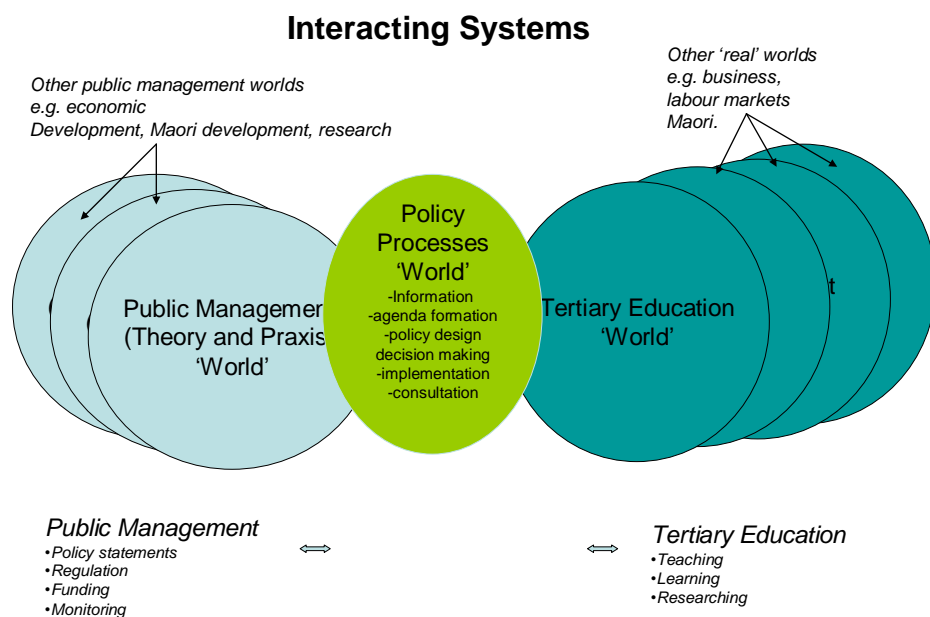 Interacting Systems
Other public management worlds
e.g. economic
Development, Maori development, research
Other ‘real’ worlds
e.g. business,
labour markets
Maori.
Policy
Processes
‘World’
-Information
-agenda formation
-policy design
decision making
-implementation
-consultation
Public Managemen
(Theory and Praxis
‘World’
Tertiary Education
‘World’
t
Public Management
•Policy statements
•Regulation
•Funding
•Monitoring
Tertiary Education
•Teaching
•Learning
•Researching